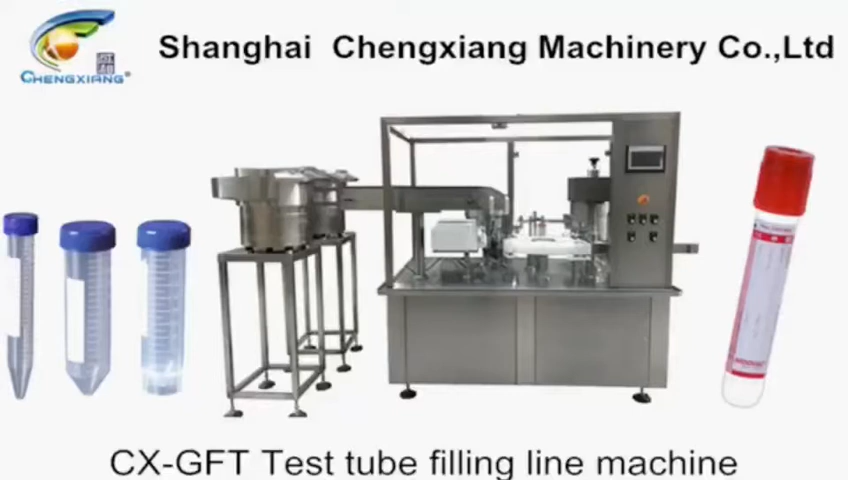 Shanghai Chengxiang Machinery Co.,Ltd
CHENGXIANG®
CX-GFT Test tube filling line machine